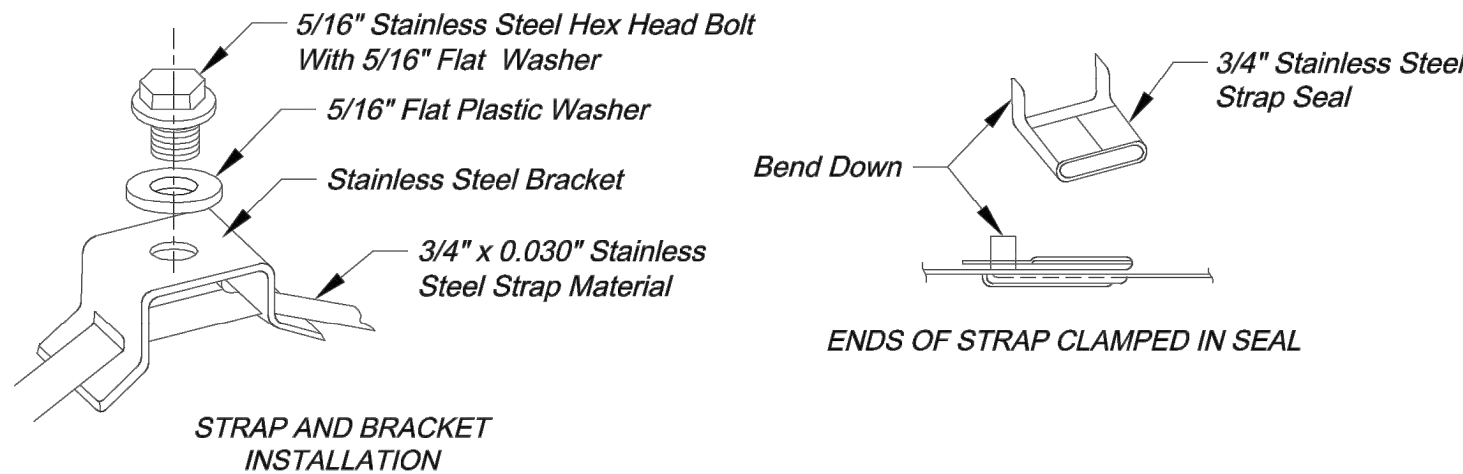 5/16" Stainless Steel Hex Head Bolt
With 5/16" Flat Washer
5/16" Flat Plastic Washer
Stainless Steel Bracket
3/4" x 0.030" Stainless
Steel Strap Material
STRAP AND BRACKET
INSTALLATION
3/4" Stainless Steel
Strap Seal
Bend Down
ENDS OF STRAP CLAMPED IN SEAL